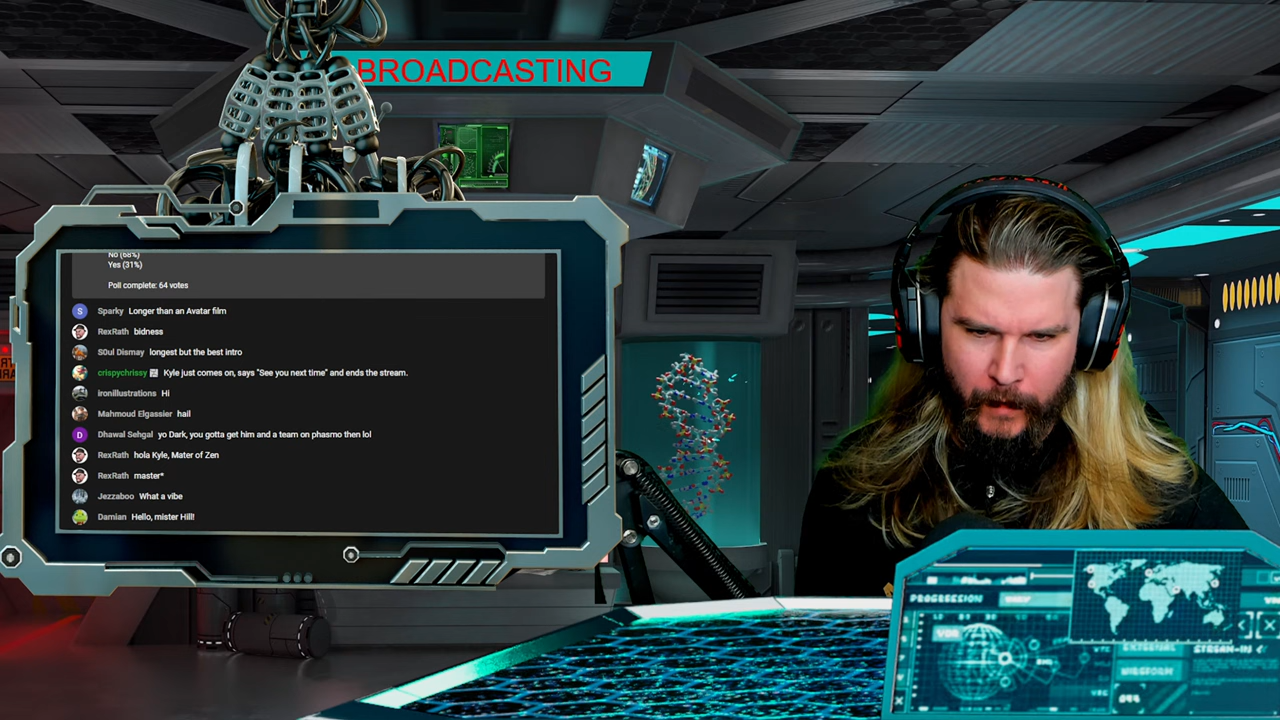 BROADCASTING
No (68%)
Yes (31%)
Poll complete: 64 votes
S
Sparky Longer than an Avatar film
RexRath bidness
S0ul Dismay longest but the best intro
crispychrissy Kyle just comes on, says "See you next time" and ends the stream.
ironillustrations Hi
Mahmoud Elgassier hail
D
Dhawal Sehgal yo Dark, you gotta get him and a team on phasmo then lol
RexRath hola Kyle, Mater of Zen
RexRath master*
Jezzaboo What a vibe
Damian Hello, mister Hill!
PROGRESSION